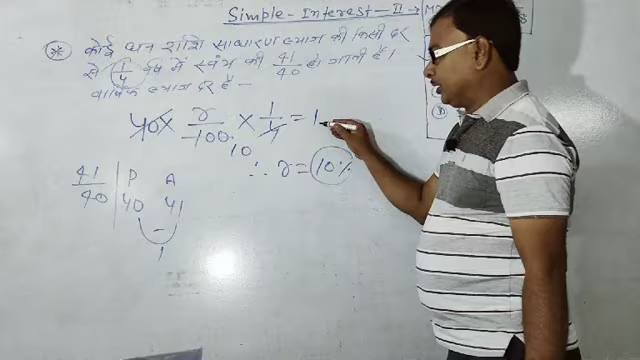 Simple-Interest-II→
* कोई धन राशि साधारण ब्याज की किसी दर
से 1/4 वर्ष में स्वंय की 41/40 हो जाती है।
वार्षिक ब्याज दर है-
40 × r/100 × 1/4 = 1
10
∴ r = 10%
41/40 | P A
40 41
1